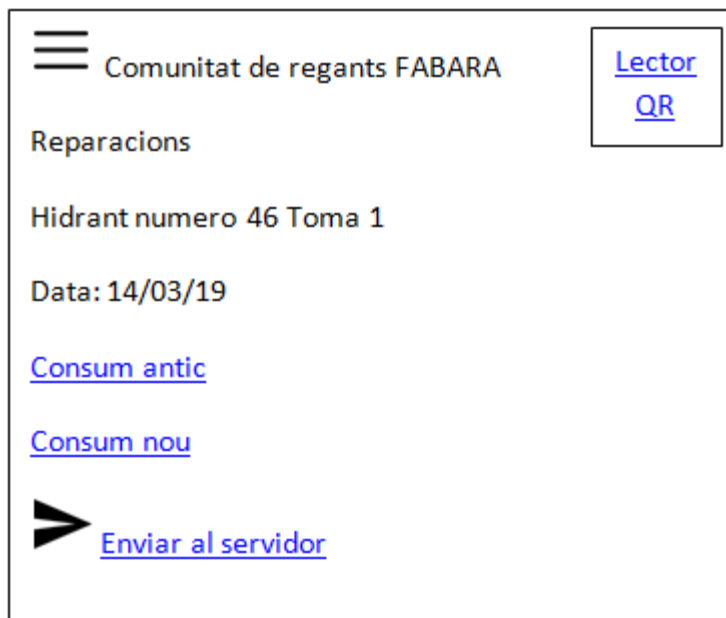 Comunitat de regants FABARA
Lector
QR
Reparacions
Hidrant numero 46 Toma 1
Data: 14/03/19
Consum antic
Consum nou
Enviar al servidor